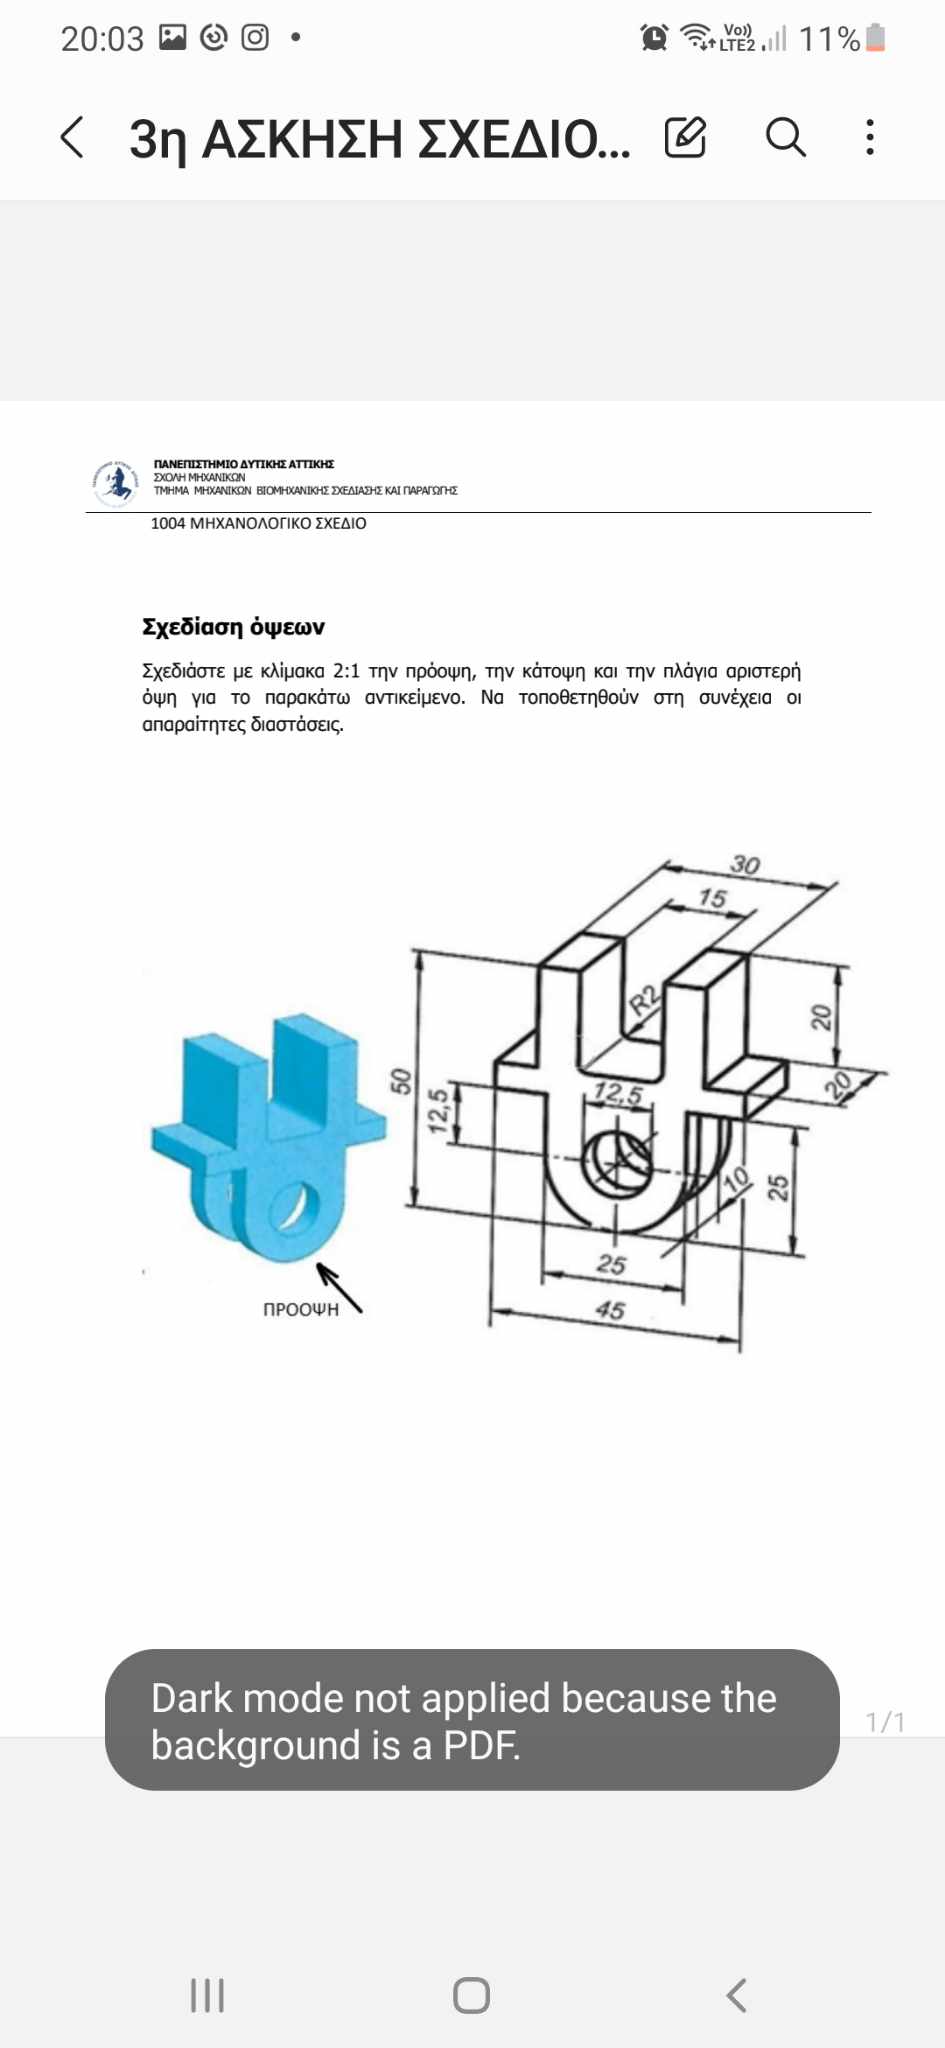 20:03
Vo))
LTE2
11%
3η ΑΣΚΗΣΗ ΣΧΕΔΙΟ...
ΠΑΝΕΠΙΣΤΗΜΙΟ ΔΥΤΙΚΗΣ ΑΤΤΙΚΗΣ
ΣΧΟΛΗ ΜΗΧΑΝΙΚΩΝ
ΤΜΗΜΑ ΜΗΧΑΝΙΚΩΝ ΒΙΟΜΗΧΑΝΙΚΗΣ ΣΧΕΔΙΑΣΗΣ ΚΑΙ ΠΑΡΑΓΩΓΗΣ
1004 ΜΗΧΑΝΟΛΟΓΙΚΟ ΣΧΕΔΙΟ
Σχεδίαση όψεων
Σχεδιάστε με κλίμακα 2:1 την πρόοψη, την κάτοψη και την πλάγια αριστερή
όψη για το παρακάτω αντικείμενο. Να τοποθετηθούν στη συνέχεια οι
απαραίτητες διαστάσεις.
30
15
R2
20
50
12,5
12,5
20
10
25
25
45
ΠΡΟΟΨΗ
Dark mode not applied because the
background is a PDF.
1/1